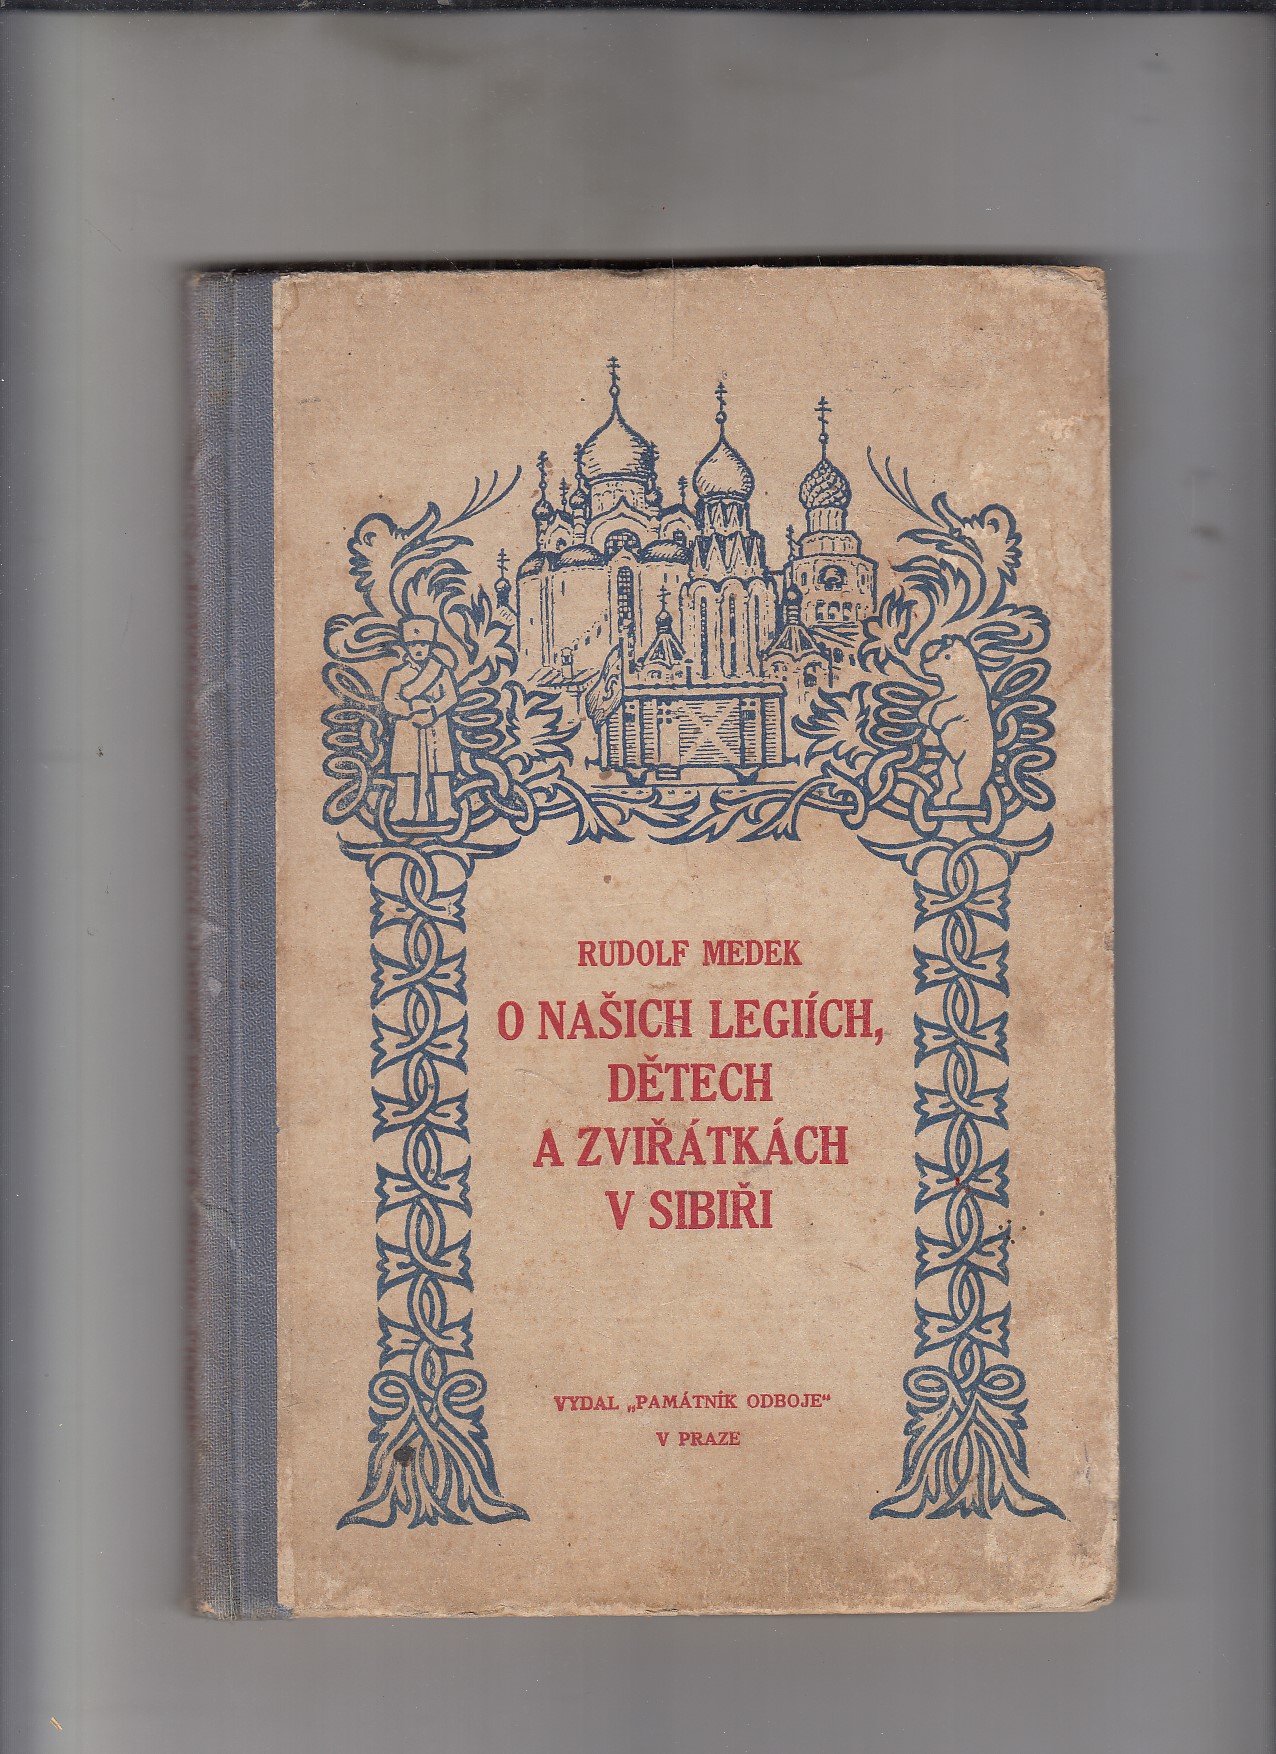 RUDOLF MEDEK
O NAŠICH LEGIÍCH,
DĚTECH
A ZVIŘÁTKÁCH
V SIBIŘI
VYDAL „PAMÁTNÍK ODBOJE"
V PRAZE